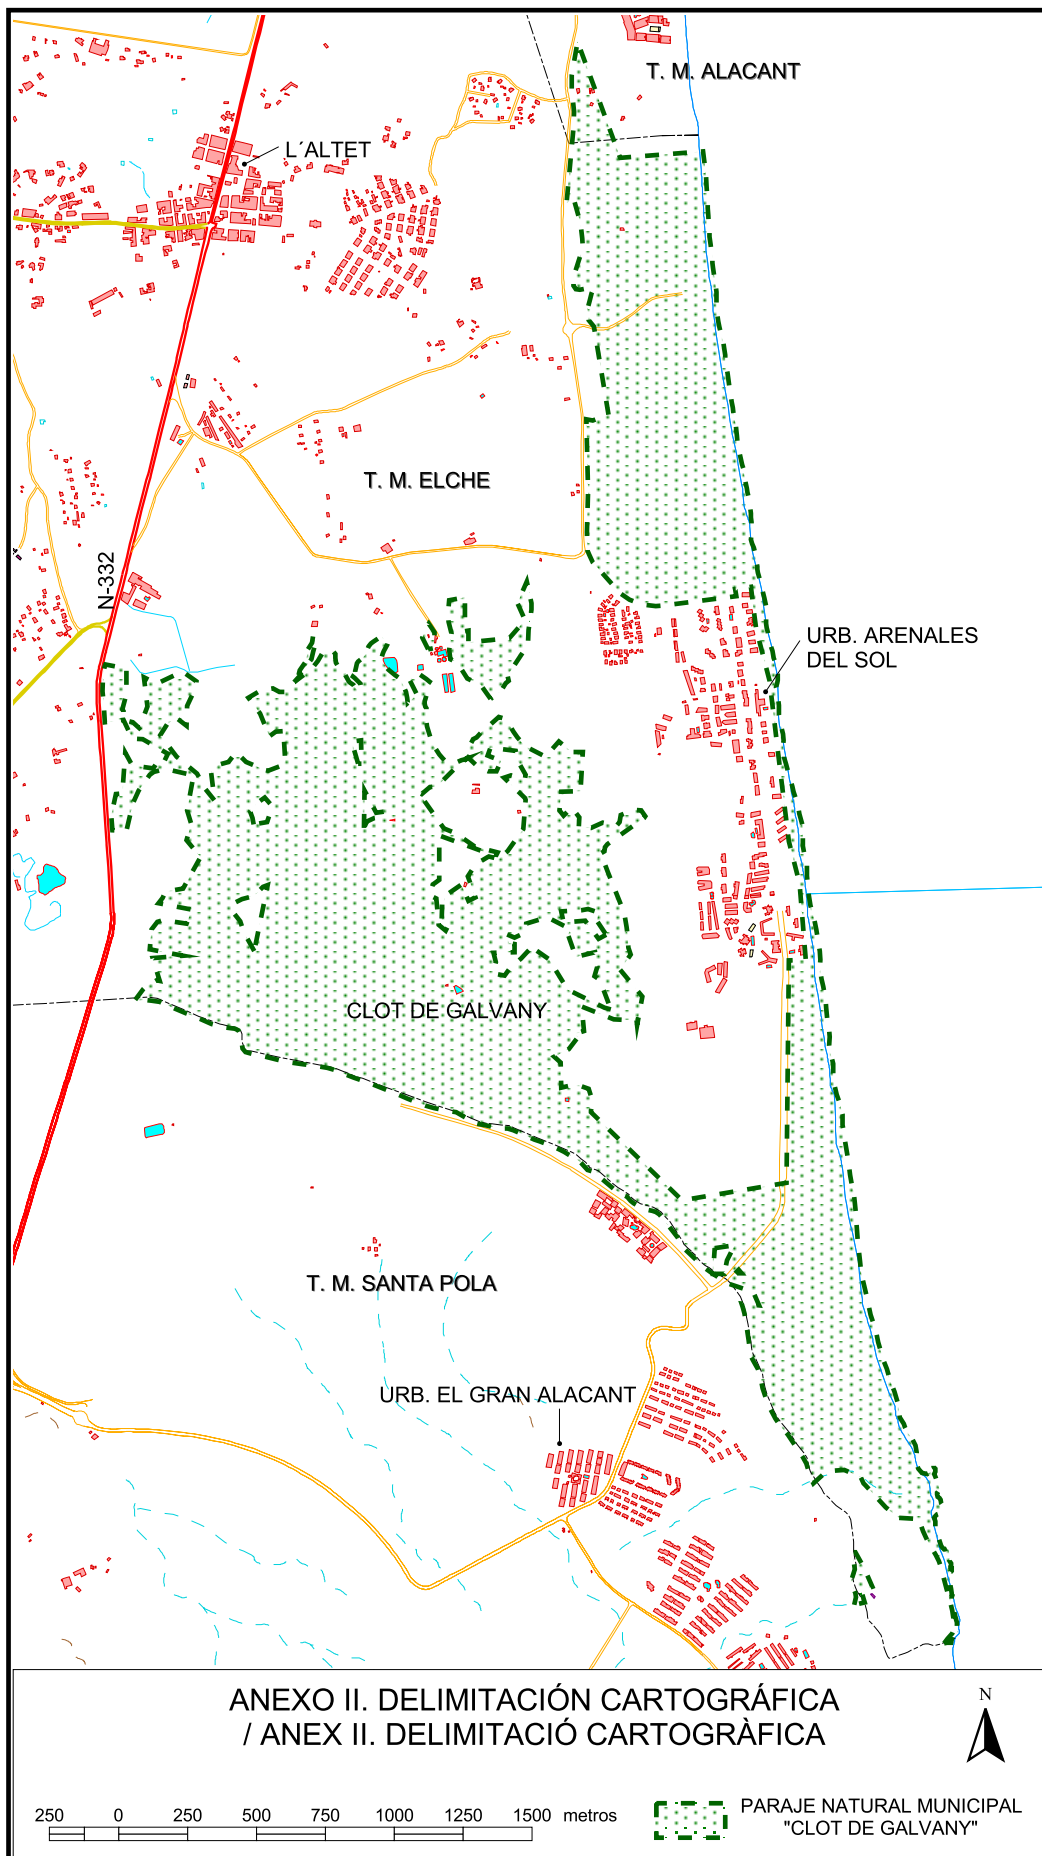 T. M. ALACANT
L´ALTET
T. M. ELCHE
N-332
URB. ARENALES
DEL SOL
CLOT DE GALVANY
T. M. SANTA POLA
URB. EL GRAN ALACANT
ANEXO II. DELIMITACIÓN CARTOGRÁFICA
/ ANEX II. DELIMITACIÓ CARTOGRÀFICA
N
250 0 250 500 750 1000 1250 1500 metros
PARAJE NATURAL MUNICIPAL
"CLOT DE GALVANY"